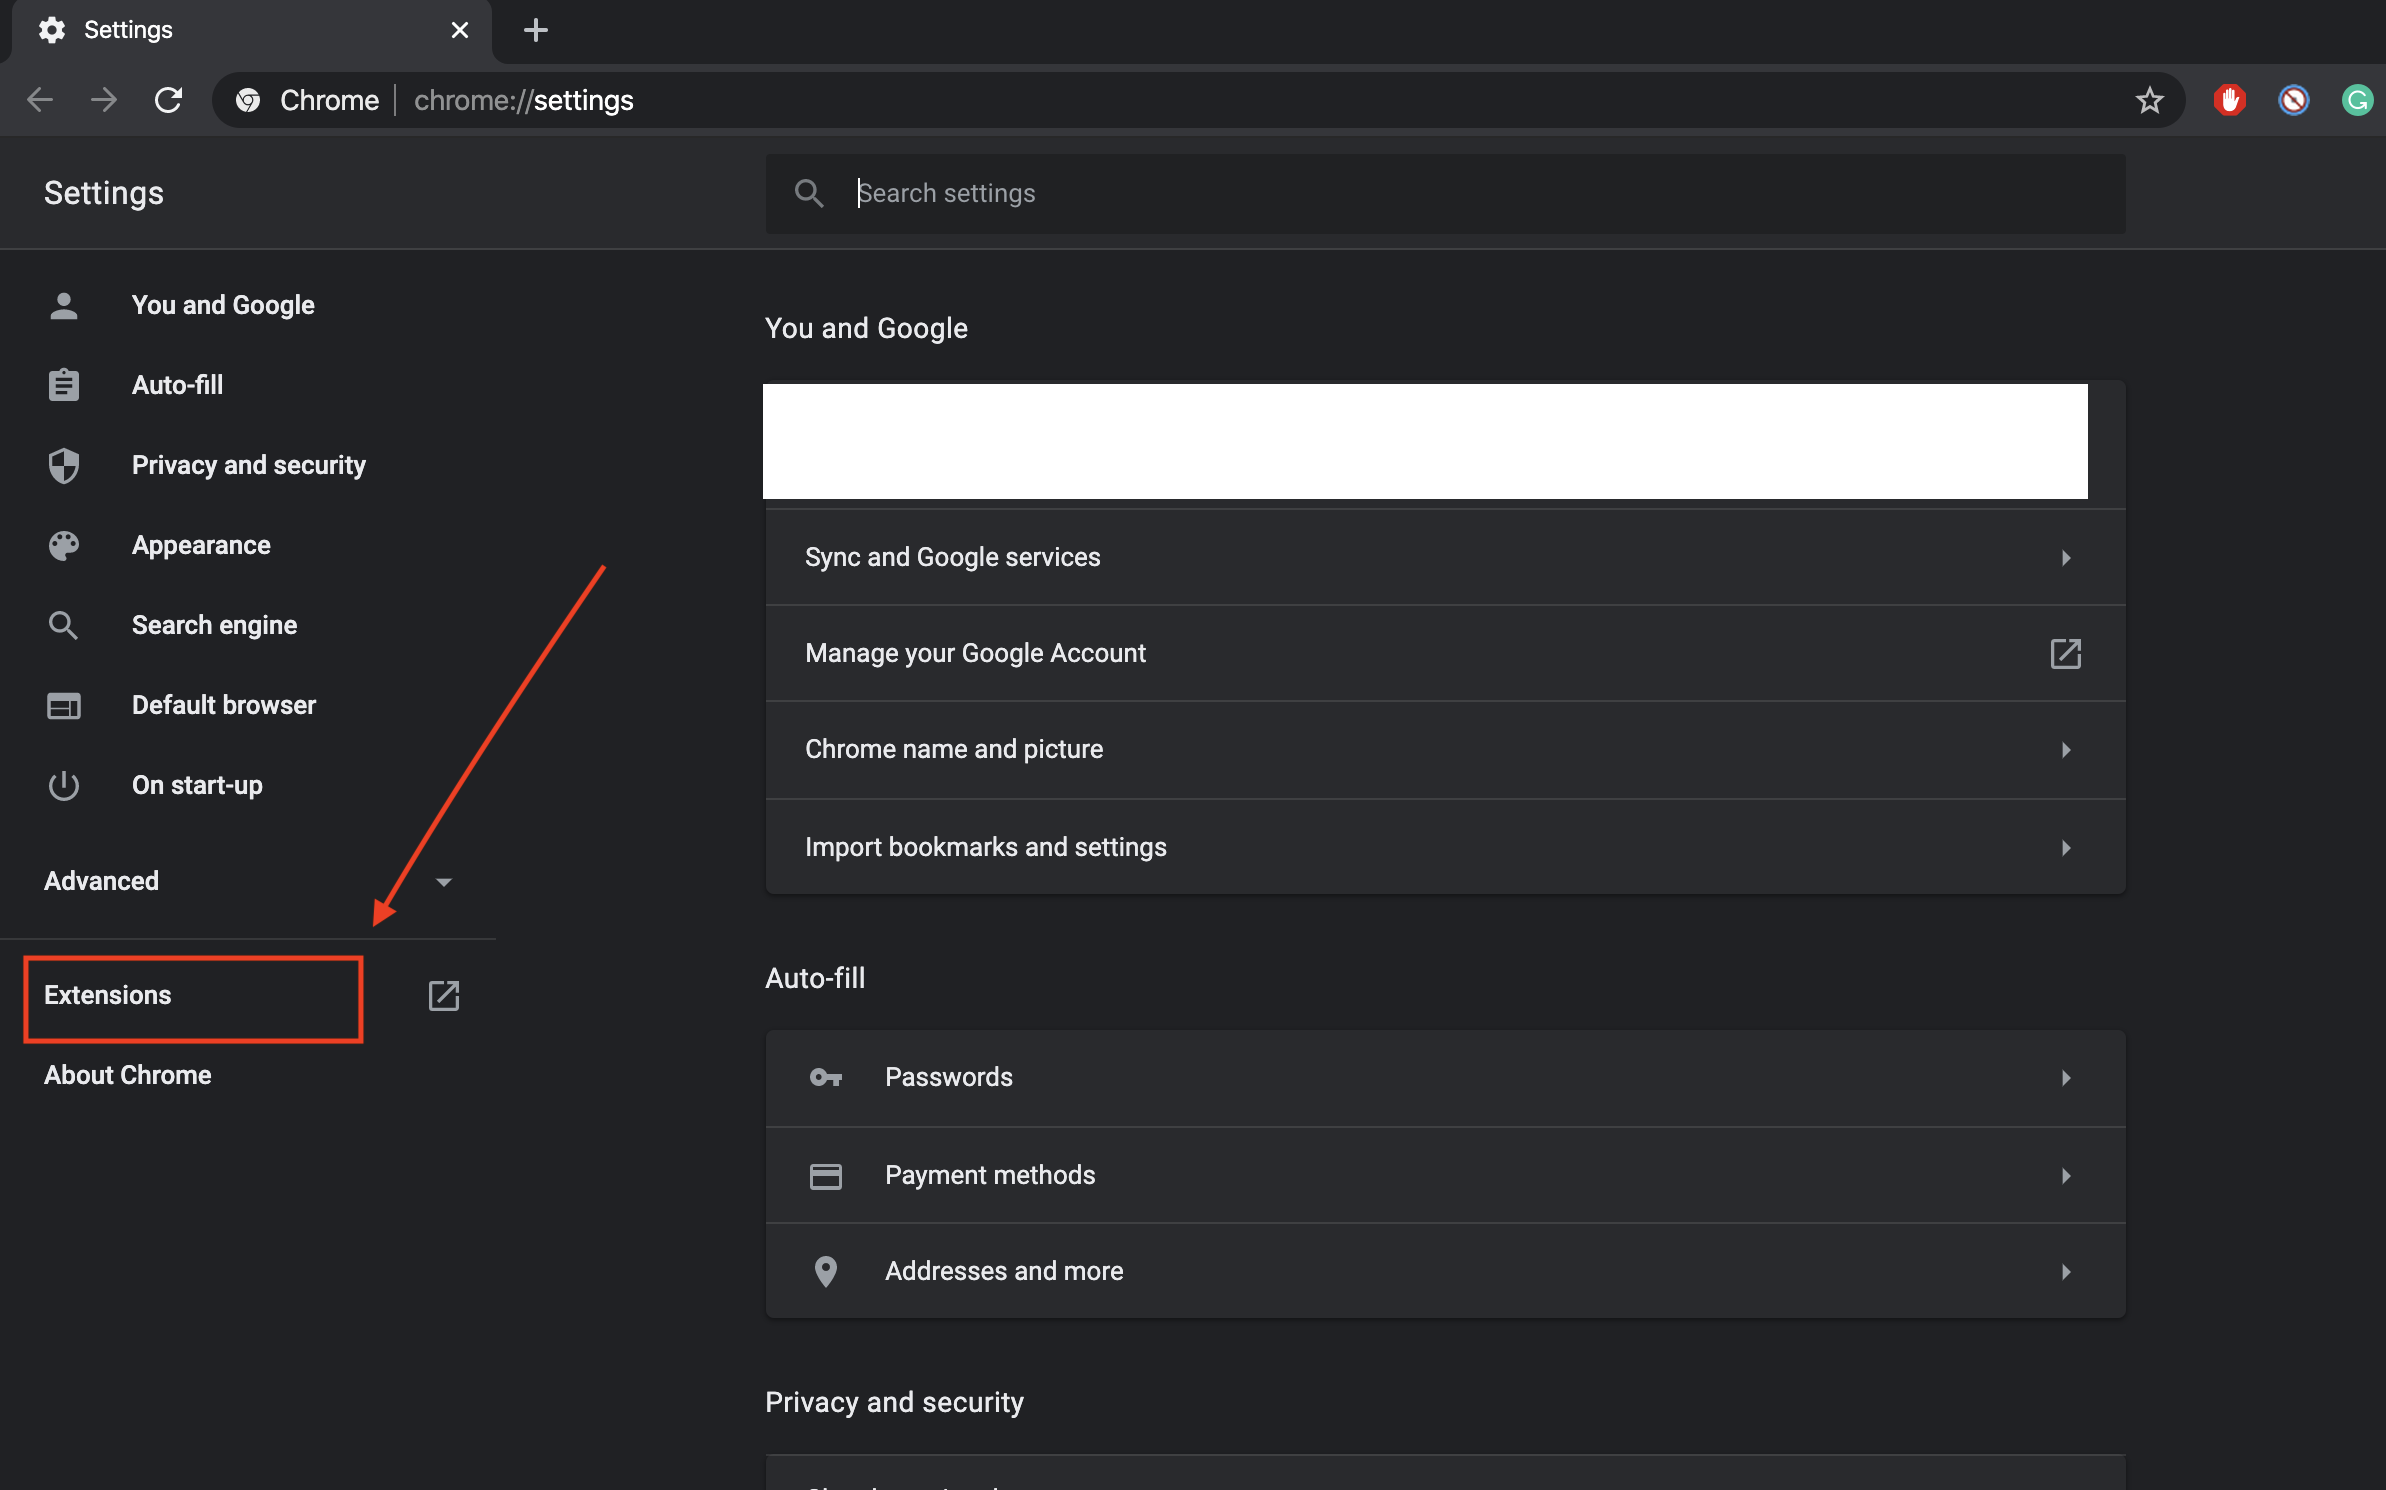 Settings
Chrome | chrome://settings
Settings
Search settings
You and Google
Auto-fill
Privacy and security
Appearance
Search engine
Default browser
On start-up
Advanced
Extensions
About Chrome
You and Google
Sync and Google services
Manage your Google Account
Chrome name and picture
Import bookmarks and settings
Auto-fill
Passwords
Payment methods
Addresses and more
Privacy and security